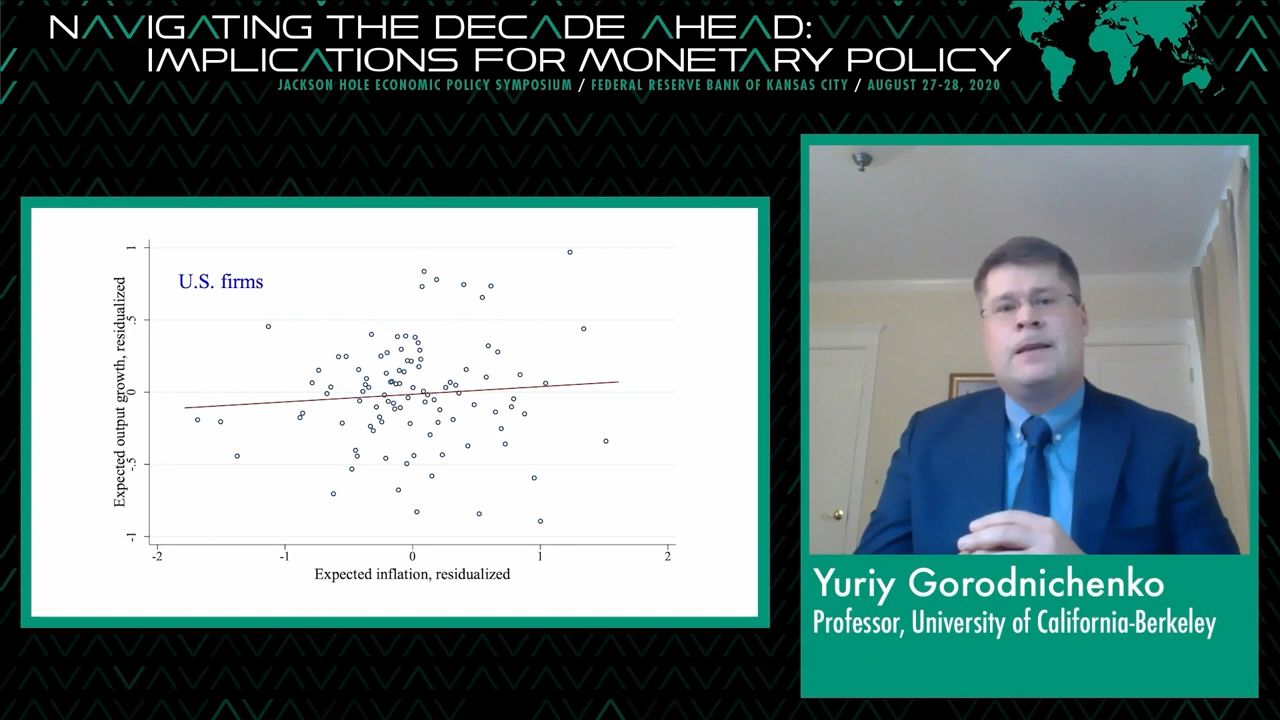 NAVIGATING THE DECADE AHEAD:
IMPLICATIONS FOR MONETARY POLICY
JACKSON HOLE ECONOMIC POLICY SYMPOSIUM / FEDERAL RESERVE BANK OF KANSAS CITY / AUGUST 27-28, 2020
U.S. firms
Expected output growth, residualized
1
.5
0
-.5
-1
-2
-1
0
1
2
Expected inflation, residualized
Yuriy Gorodnichenko
Professor, University of California-Berkeley